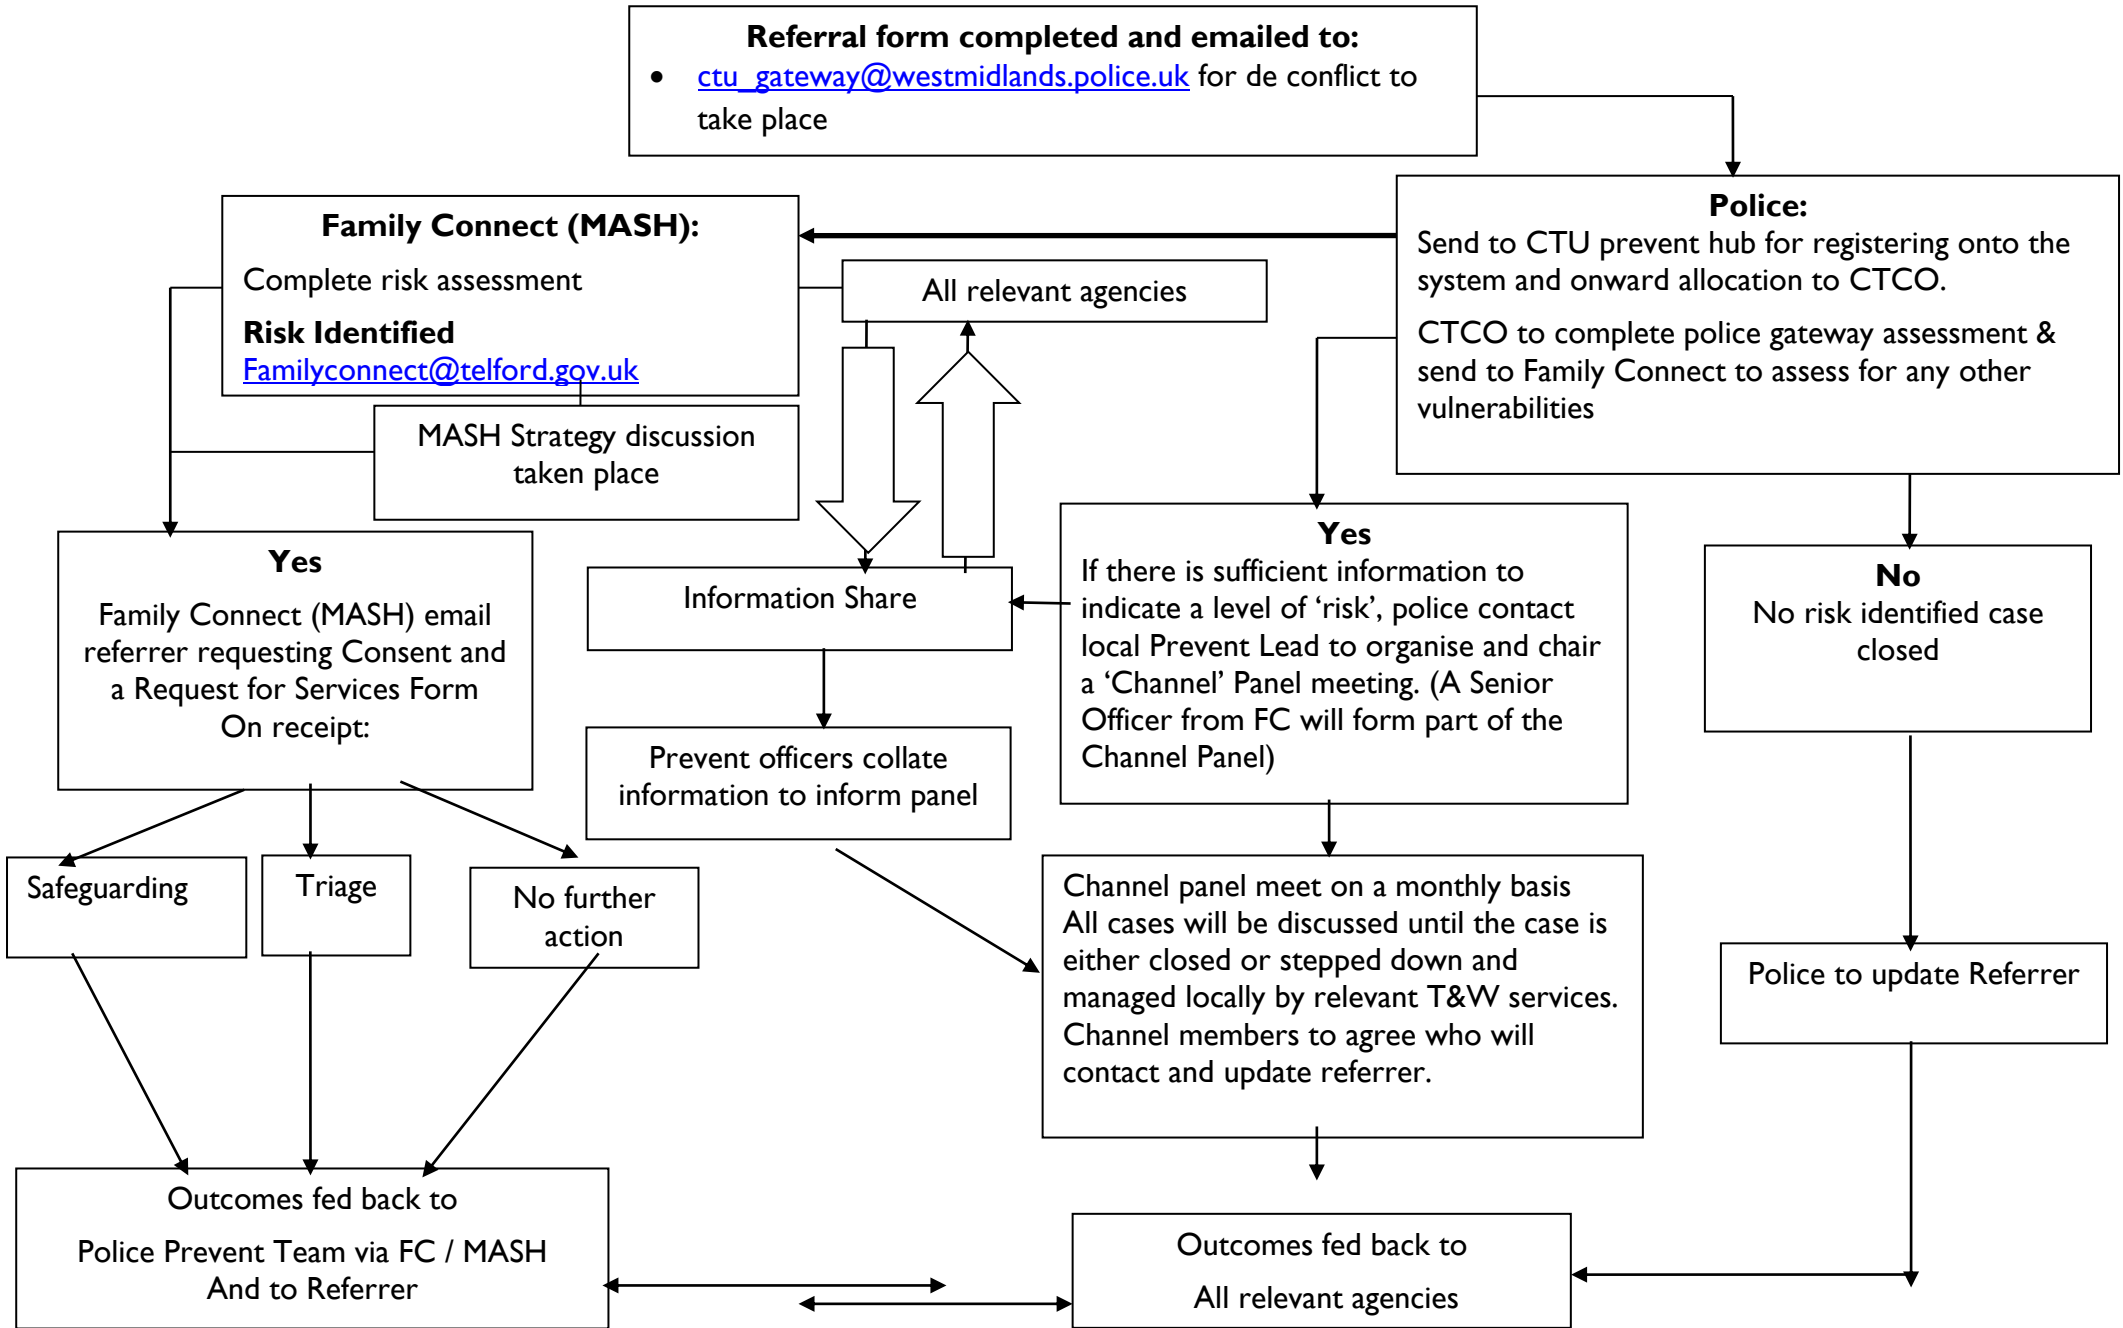 Referral form completed and emailed to:
• ctu_gateway@westmidlands.police.uk for de conflict to
take place
Family Connect (MASH):
Complete risk assessment
Risk Identified
Familyconnect@telford.gov.uk
All relevant agencies
Police:
Send to CTU prevent hub for registering onto the
system and onward allocation to CTCO.
CTCO to complete police gateway assessment &
send to Family Connect to assess for any other
vulnerabilities
MASH Strategy discussion
taken place
Yes
Family Connect (MASH) email
referrer requesting Consent and
a Request for Services Form
On receipt:
Information Share
Yes
If there is sufficient information to
indicate a level of ‘risk’, police contact
local Prevent Lead to organise and chair
a ‘Channel’ Panel meeting. (A Senior
Officer from FC will form part of the
Channel Panel)
No
No risk identified case
closed
Prevent officers collate
information to inform panel
Safeguarding
Triage
No further
action
Channel panel meet on a monthly basis
All cases will be discussed until the case is
either closed or stepped down and
managed locally by relevant T&W services.
Channel members to agree who will
contact and update referrer.
Police to update Referrer
Outcomes fed back to
Police Prevent Team via FC / MASH
And to Referrer
Outcomes fed back to
All relevant agencies